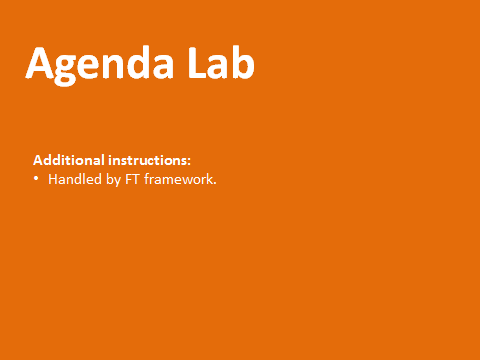 Agenda Lab
Additional instructions:
• Handled by FT framework.